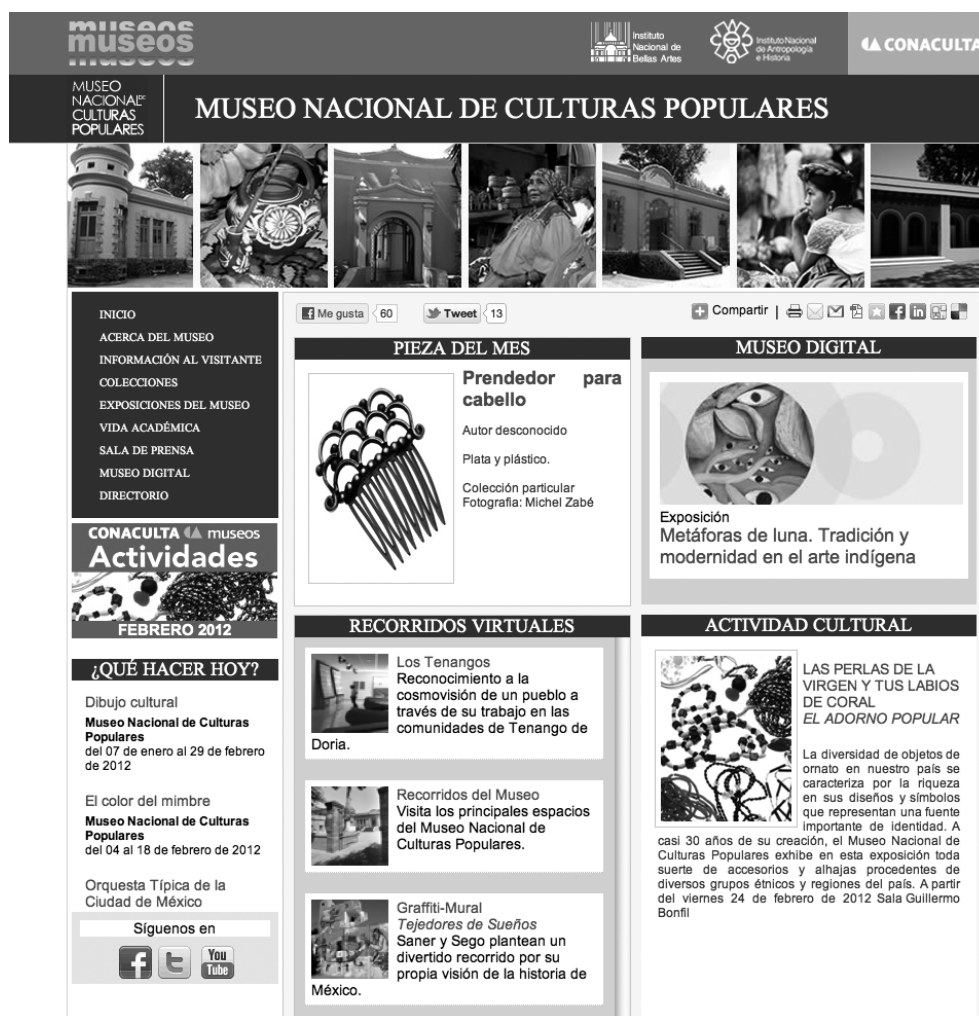 museos
Instituto
Nacional de
Bellas Artes
Instituto Nacional
de Antropología
e Historia
CONACULTA
MUSEO
NACIONAL DE
CULTURAS
POPULARES
MUSEO NACIONAL DE CULTURAS POPULARES
INICIO
ACERCA DEL MUSEO
INFORMACIÓN AL VISITANTE
COLECCIONES
EXPOSICIONES DEL MUSEO
VIDA ACADÉMICA
SALA DE PRENSA
MUSEO DIGITAL
DIRECTORIO
CONACULTA museos
Actividades
FEBRERO 2012
¿QUÉ HACER HOY?
Dibujo cultural
Museo Nacional de Culturas
Populares
del 07 de enero al 29 de febrero
de 2012
El color del mimbre
Museo Nacional de Culturas
Populares
del 04 al 18 de febrero de 2012
Orquesta Típica de la
Ciudad de México
Síguenos en
You
Tube
Me gusta 60
Tweet 13
Compartir |
PIEZA DEL MES
Prendedor para
cabello
Autor desconocido
Plata y plástico.
Colección particular
Fotografia: Michel Zabé
MUSEO DIGITAL
Exposición
Metáforas de luna. Tradición y
modernidad en el arte indígena
RECORRIDOS VIRTUALES
Los Tenangos
Reconocimiento a la
cosmovisión de un pueblo a
través de su trabajo en las
comunidades de Tenango de
Doria.
Recorridos del Museo
Visita los principales espacios
del Museo Nacional de
Culturas Populares.
Graffiti-Mural
Tejedores de Sueños
Saner y Sego plantean un
divertido recorrido por su
propia visión de la historia de
México.
ACTIVIDAD CULTURAL
LAS PERLAS DE LA
VIRGEN Y TUS LABIOS
DE CORAL
EL ADORNO POPULAR
La diversidad de objetos de
ornato en nuestro país se
caracteriza por la riqueza
en sus diseños y símbolos
que representan una fuente
importante de identidad. A
casi 30 años de su creación, el Museo Nacional de
Culturas Populares exhibe en esta exposición toda
suerte de accesorios y alhajas procedentes de
diversos grupos étnicos y regiones del país. A partir
del viernes 24 de febrero de 2012 Sala Guillermo
Bonfil